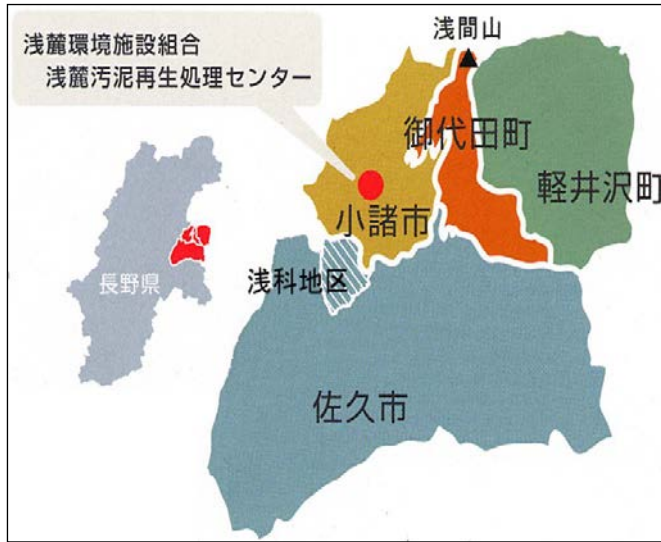 浅麓環境施設組合
浅麓汚泥再生処理センター
浅間山
御代田町
軽井沢町
小諸市
浅科地区
長野県
佐久市